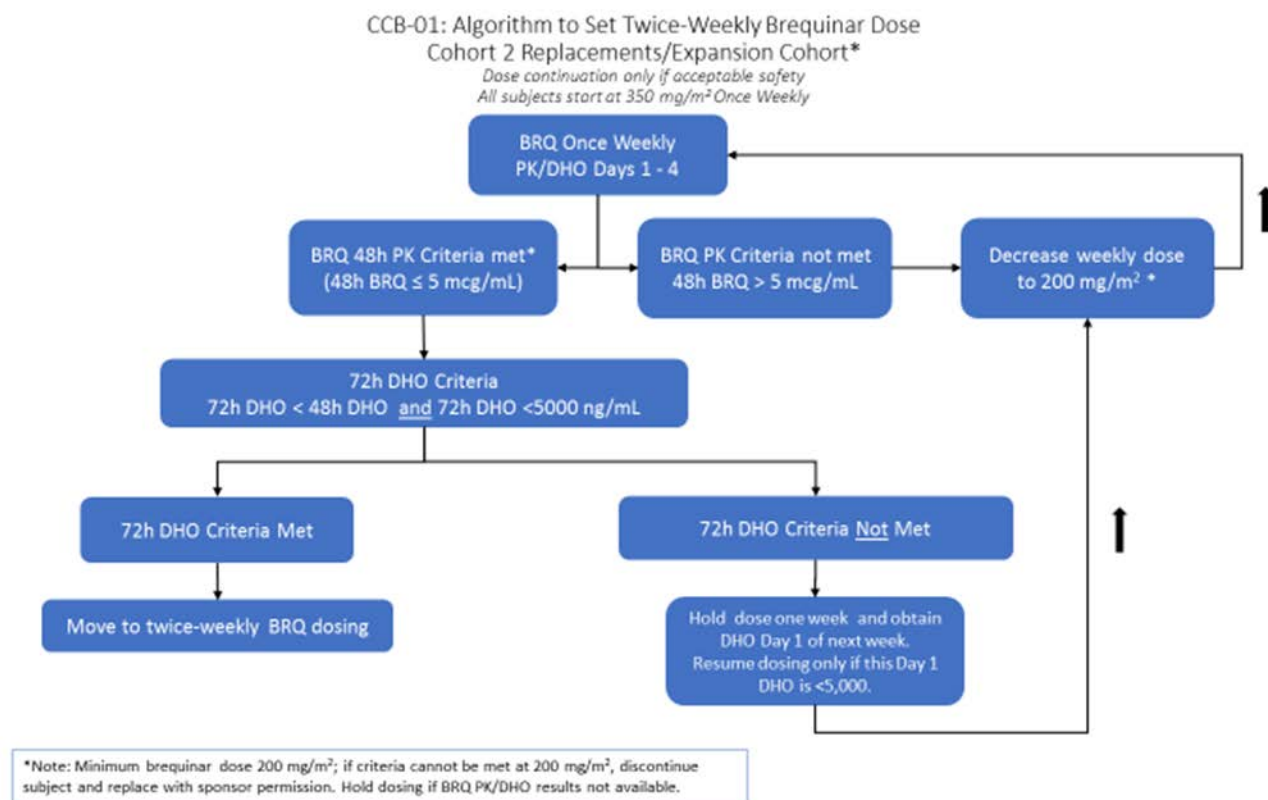 CCB-01: Algorithm to Set Twice-Weekly Brequinar Dose
Cohort 2 Replacements/Expansion Cohort*
Dose continuation only if acceptable safety
All subjects start at 350 mg/m² Once Weekly
BRQ Once Weekly
PK/DHO Days 1 - 4
BRQ 48h PK Criteria met*
(48h BRQ ≤ 5 mcg/mL)
BRQ PK Criteria not met
48h BRQ > 5 mcg/mL
Decrease weekly dose
to 200 mg/m² *
72h DHO Criteria
72h DHO < 48h DHO and 72h DHO <5000 ng/mL
72h DHO Criteria Met
72h DHO Criteria Not Met
Move to twice-weekly BRQ dosing
Hold dose one week and obtain
DHO Day 1 of next week.
Resume dosing only if this Day 1
DHO is <5,000.
*Note: Minimum brequinar dose 200 mg/m²; if criteria cannot be met at 200 mg/m², discontinue
subject and replace with sponsor permission. Hold dosing if BRQ PK/DHO results not available.